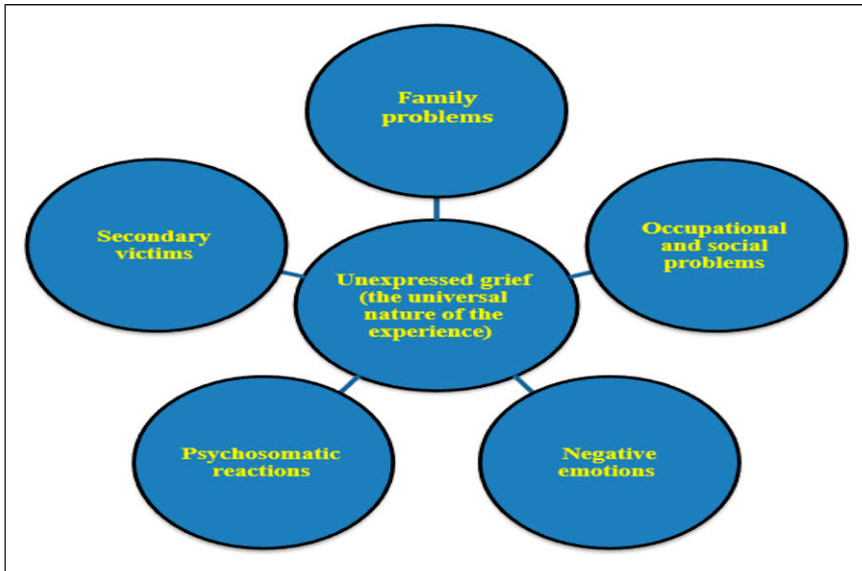 Family
problems
Secondary
victims
Occupational
and social
problems
Unexpressed grief
(the universal
nature of the
experience)
Psychosomatic
reactions
Negative
emotions